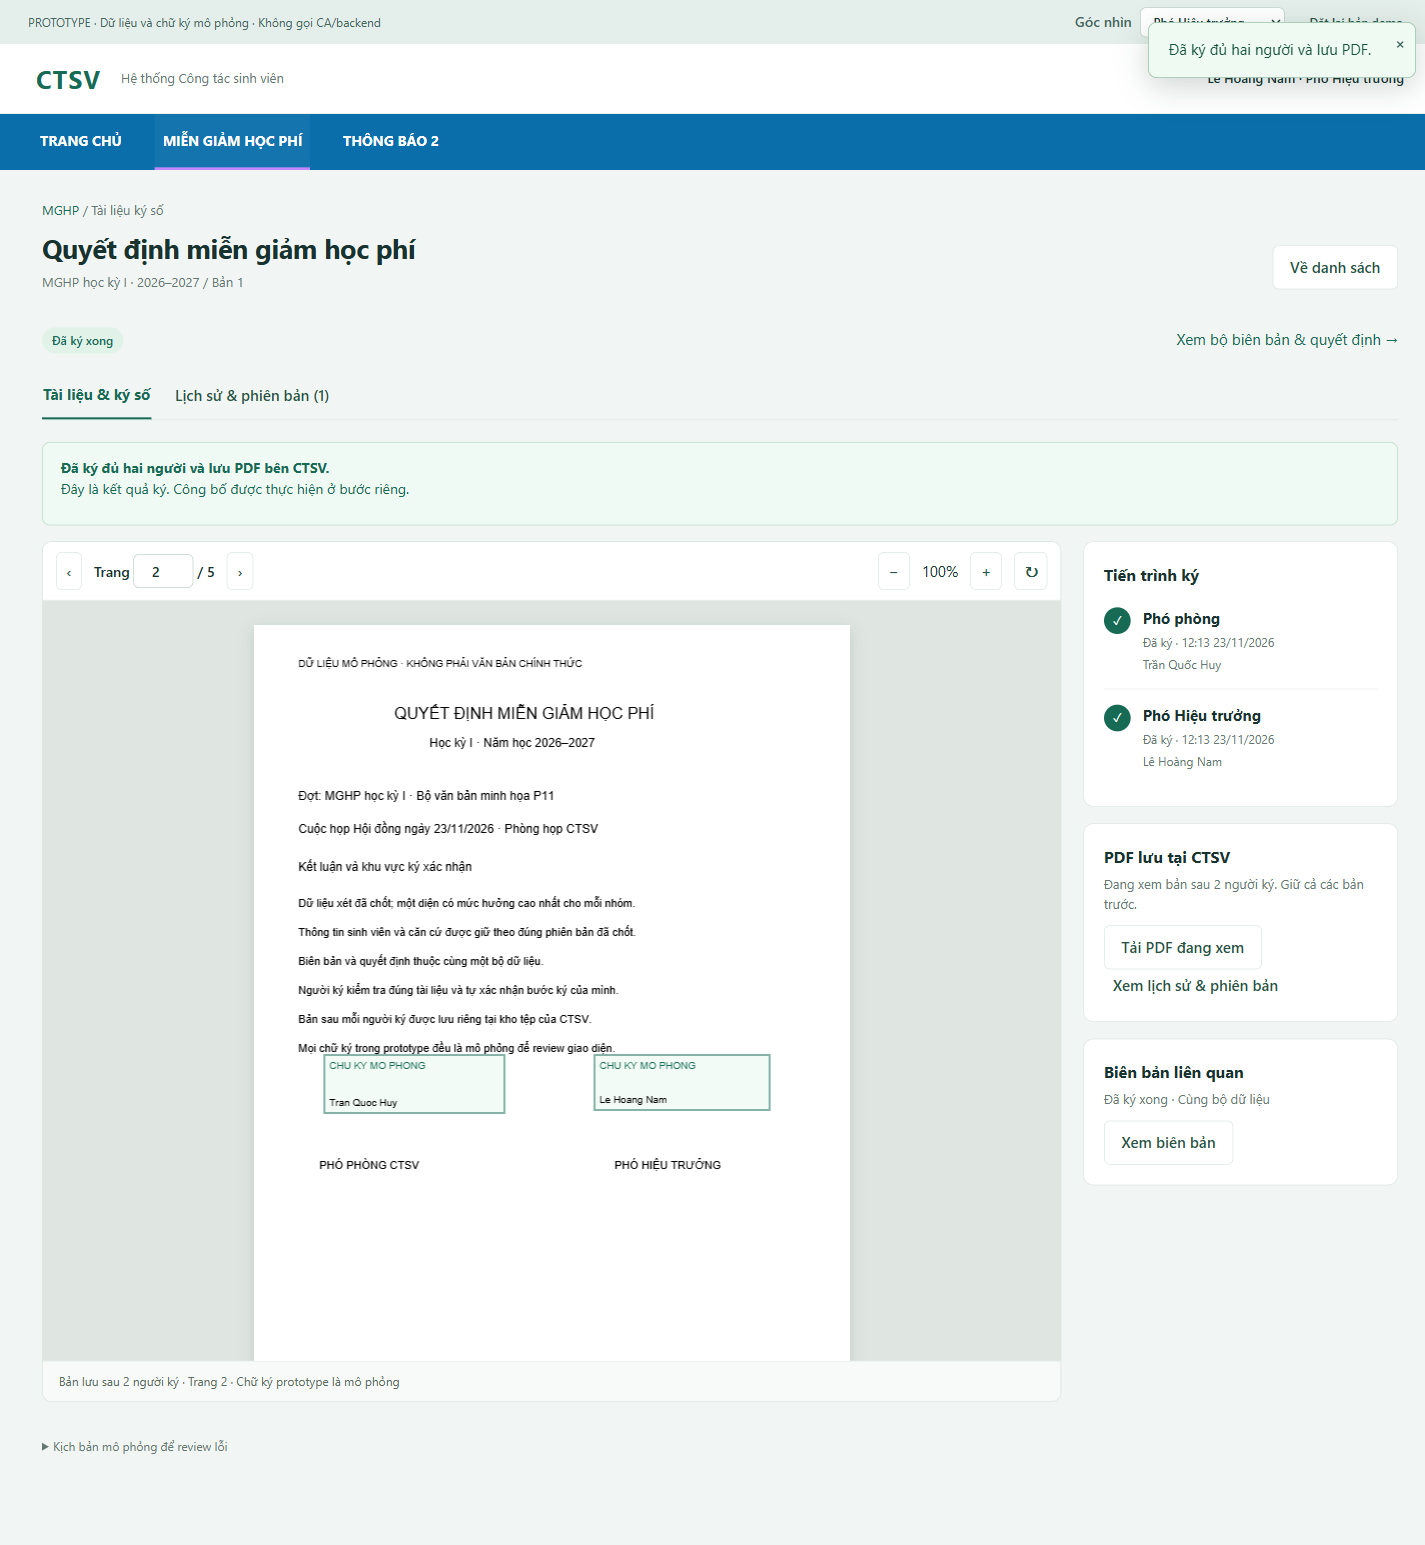 PROTOTYPE · Dữ liệu và chữ ký mô phỏng · Không gọi CA/backend
Góc nhìn
Phó Hiệu trưởng
Đặt lại bản demo
Đã ký đủ hai người và lưu PDF.
×
CTSV
Hệ thống Công tác sinh viên
Lê Hoàng Nam · Phó Hiệu trưởng
TRANG CHỦ
MIỄN GIẢM HỌC PHÍ
THÔNG BÁO 2
MGHP / Tài liệu ký số
Quyết định miễn giảm học phí
MGHP học kỳ I · 2026–2027 / Bản 1
Về danh sách
Đã ký xong
Xem bộ biên bản & quyết định →
Tài liệu & ký số
Lịch sử & phiên bản (1)
Đã ký đủ hai người và lưu PDF bên CTSV.
Đây là kết quả ký. Công bố được thực hiện ở bước riêng.
‹ Trang 2 / 5 ›
− 100% + ↻
DỮ LIỆU MÔ PHỎNG · KHÔNG PHẢI VĂN BẢN CHÍNH THỨC
QUYẾT ĐỊNH MIỄN GIẢM HỌC PHÍ
Học kỳ I · Năm học 2026–2027
Đợt: MGHP học kỳ I · Bộ văn bản minh họa P11
Cuộc họp Hội đồng ngày 23/11/2026 · Phòng họp CTSV
Kết luận và khu vực ký xác nhận
Dữ liệu xét đã chốt; một diện có mức hưởng cao nhất cho mỗi nhóm.
Thông tin sinh viên và căn cứ được giữ theo đúng phiên bản đã chốt.
Biên bản và quyết định thuộc cùng một bộ dữ liệu.
Người ký kiểm tra đúng tài liệu và tự xác nhận bước ký của mình.
Bản sau mỗi người ký được lưu riêng tại kho tệp của CTSV.
Mọi chữ ký trong prototype đều là mô phỏng để review giao diện.
CHU KY MO PHONG
Tran Quoc Huy
CHU KY MO PHONG
Le Hoang Nam
PHÓ PHÒNG CTSV
PHÓ HIỆU TRƯỞNG
Bản lưu sau 2 người ký · Trang 2 · Chữ ký prototype là mô phỏng
Tiến trình ký
✓ Phó phòng
Đã ký · 12:13 23/11/2026
Trần Quốc Huy
✓ Phó Hiệu trưởng
Đã ký · 12:13 23/11/2026
Lê Hoàng Nam
PDF lưu tại CTSV
Đang xem bản sau 2 người ký. Giữ cả các bản
trước.
Tải PDF đang xem
Xem lịch sử & phiên bản
Biên bản liên quan
Đã ký xong · Cùng bộ dữ liệu
Xem biên bản
▶ Kịch bản mô phỏng để review lỗi